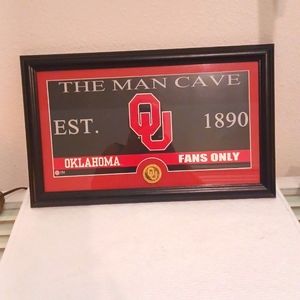 THE MAN CAVE
OU
EST. 1890
OKLAHOMA FANS ONLY